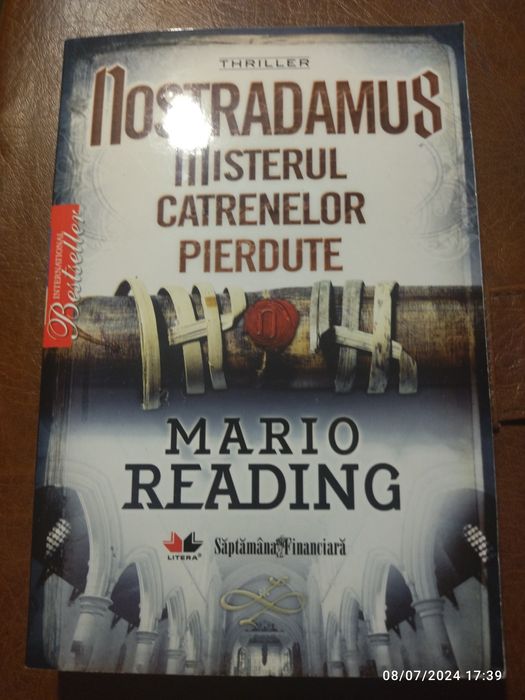 THRILLER
NOSTRADAMUS
MISTERUL
CATRENELOR
PIERDUTE
INTERNATIONAL
Bestseller
n
MARIO
READING
LITERA®
Săptămâna Financiară
08/07/2024 17:39